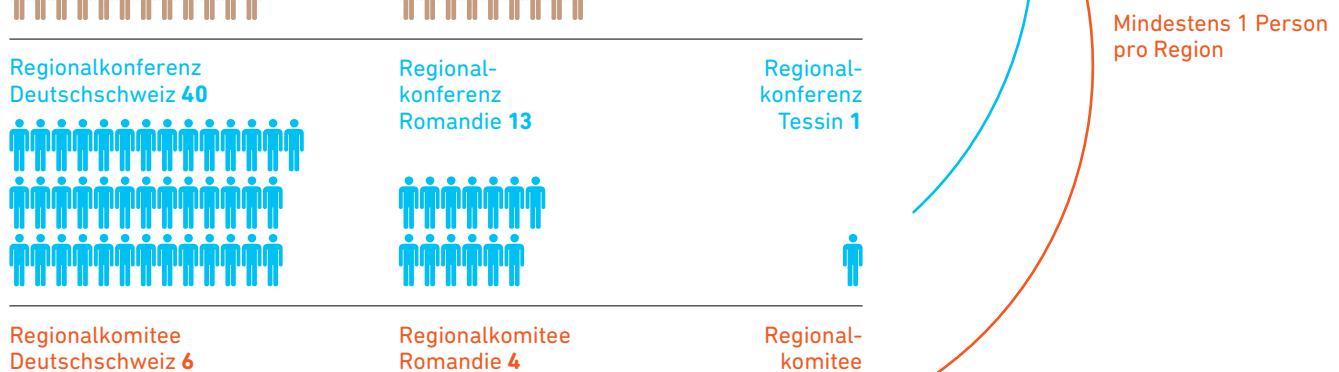 Mindestens 1 Person
pro Region
Regionalkonferenz
Deutschschweiz 40
Regional-
konferenz
Romandie 13
Regional-
konferenz
Tessin 1
Regionalkomitee
Deutschschweiz 6
Regionalkomitee
Romandie 4
Regional-
komitee